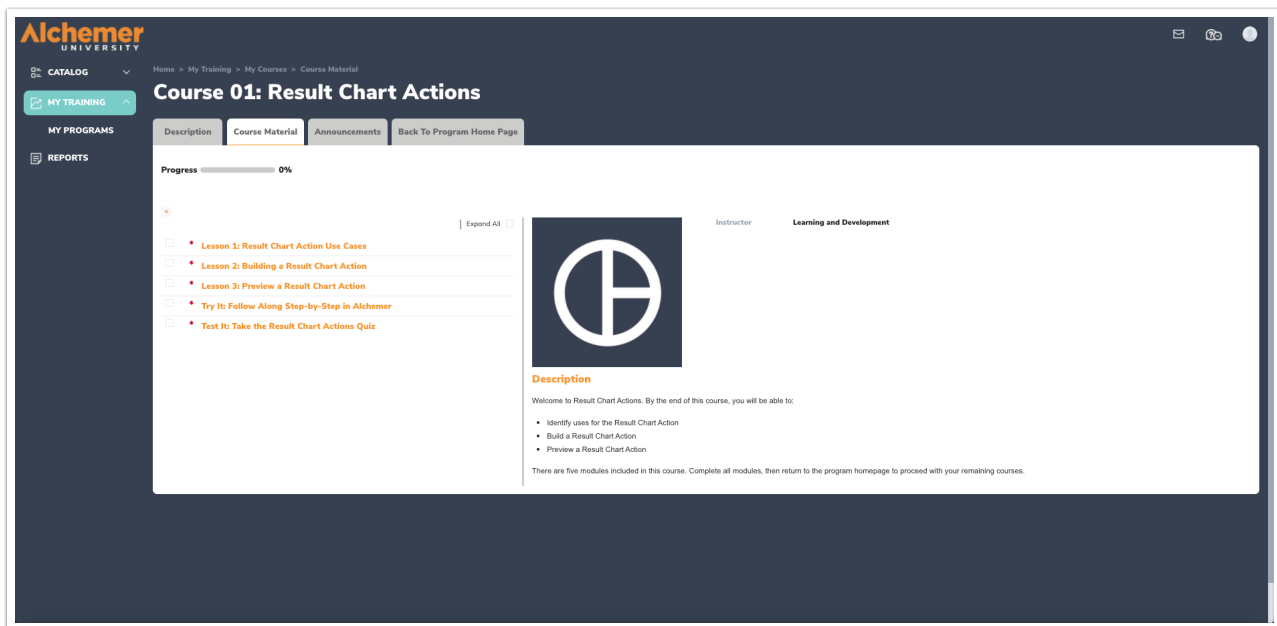 Alchemer
UNIVERSITY
CATALOG
MY TRAINING
MY PROGRAMS
REPORTS
Home > My Training > My Courses > Course Material
Course 01: Result Chart Actions
Description
Course Material
Announcements
Back To Program Home Page
Progress 0%
<
| Expand All
* Lesson 1: Result Chart Action Use Cases
* Lesson 2: Building a Result Chart Action
* Lesson 3: Preview a Result Chart Action
* Try It: Follow Along Step-by-Step in Alchemer
* Test It: Take the Result Chart Actions Quiz
Instructor Learning and Development
Description
Welcome to Result Chart Actions. By the end of this course, you will be able to:
• Identify uses for the Result Chart Action
• Build a Result Chart Action
• Preview a Result Chart Action
There are five modules included in this course. Complete all modules, then return to the program homepage to proceed with your remaining courses.